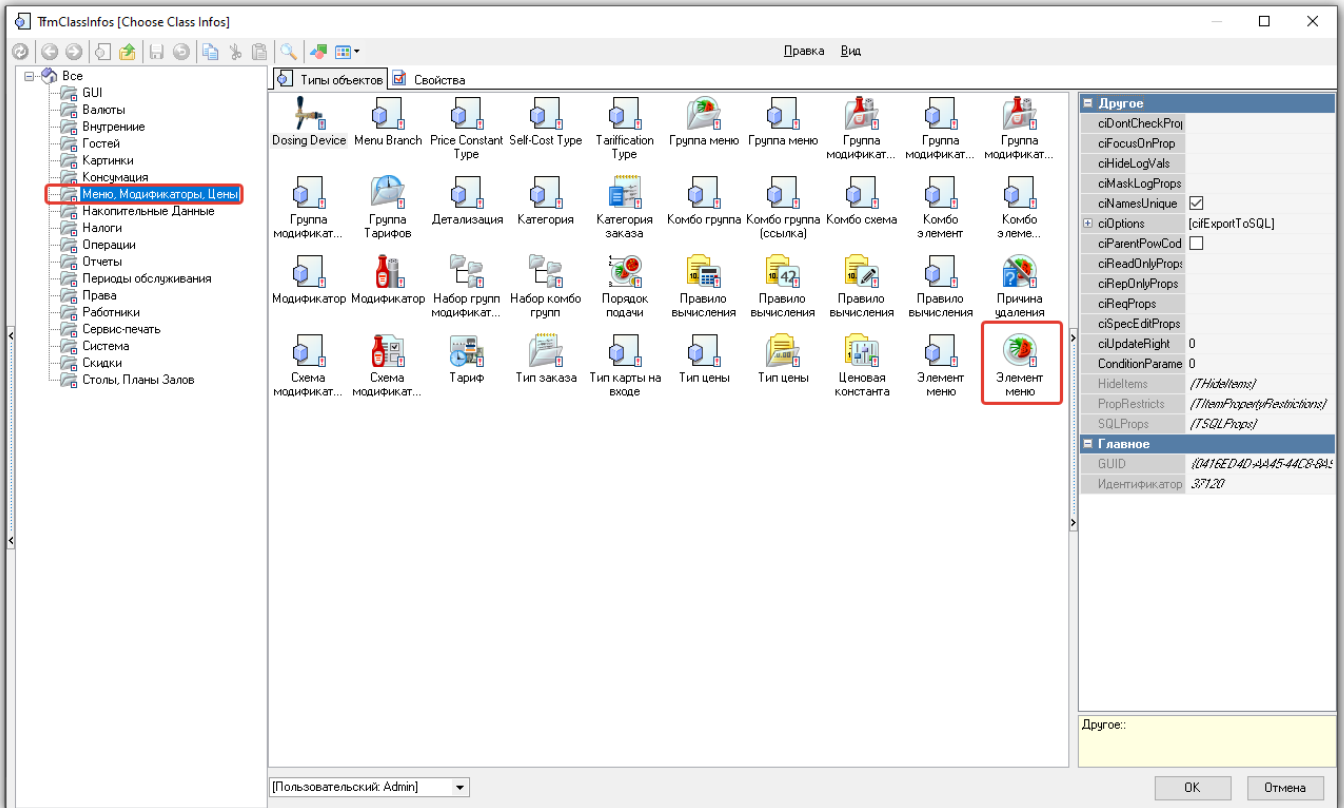 TfmClassInfos [Choose Class Infos]
Правка Вид
Все
GUI
Валюты
Внутренние
Гостей
Картинки
Консумация
Меню, Модификаторы, Цены
Накопительные Данные
Налоги
Операции
Отчеты
Периоды обслуживания
Права
Работники
Сервис-печать
Система
Скидки
Столы, Планы Залов
Типы объектов Свойства
Dosing Device Menu Branch Price Constant Self-Cost Type Tariffication Группа меню Группа меню Группа Группа Группа
Type Type модификат... модификат... модификат...
Группа Группа Детализация Категория Категория Комбо группа Комбо группа Комбо схема Комбо Комбо
модификат... Тарифов заказа (ссылка) элемент элеме...
Модификатор Модификатор Набор групп Набор комбо Порядок Правило Правило Правило Правило Причина
модификат... групп подачи вычисления вычисления вычисления вычисления удаления
Схема Схема Тариф Тип заказа Тип карты на Тип цены Тип цены Ценовая Элемент Элемент
модификат... модификат... входе константа меню меню
Другое
ciDontCheckProp
ciFocusOnProp
ciHideLogVals
ciMaskLogProps
ciNamesUnique
ciOptions [cifExportToSQL]
ciParentPowCod
ciReadOnlyProps
ciRepOnlyProps
ciReqProps
ciSpecEditProps
ciUpdateRight 0
ConditionParame 0
HideItems (THideItems)
PropRestricts (TItemPropertyRestrictions)
SQLProps (TSQLProps)
Главное
GUID {0416ED4D-AA45-44C8-8A9
Идентификатор 37120
Другое::
[Пользовательский: Admin]
OK Отмена